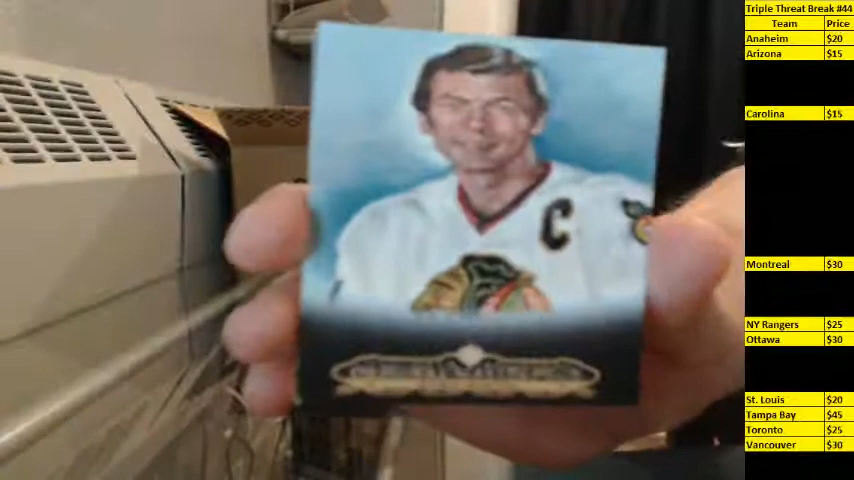 C
Triple Threat Break #44
Team Price
Anaheim $20
Arizona $15
Carolina $15
Montreal $30
NY Rangers $25
Ottawa $30
St. Louis $20
Tampa Bay $45
Toronto $25
Vancouver $30